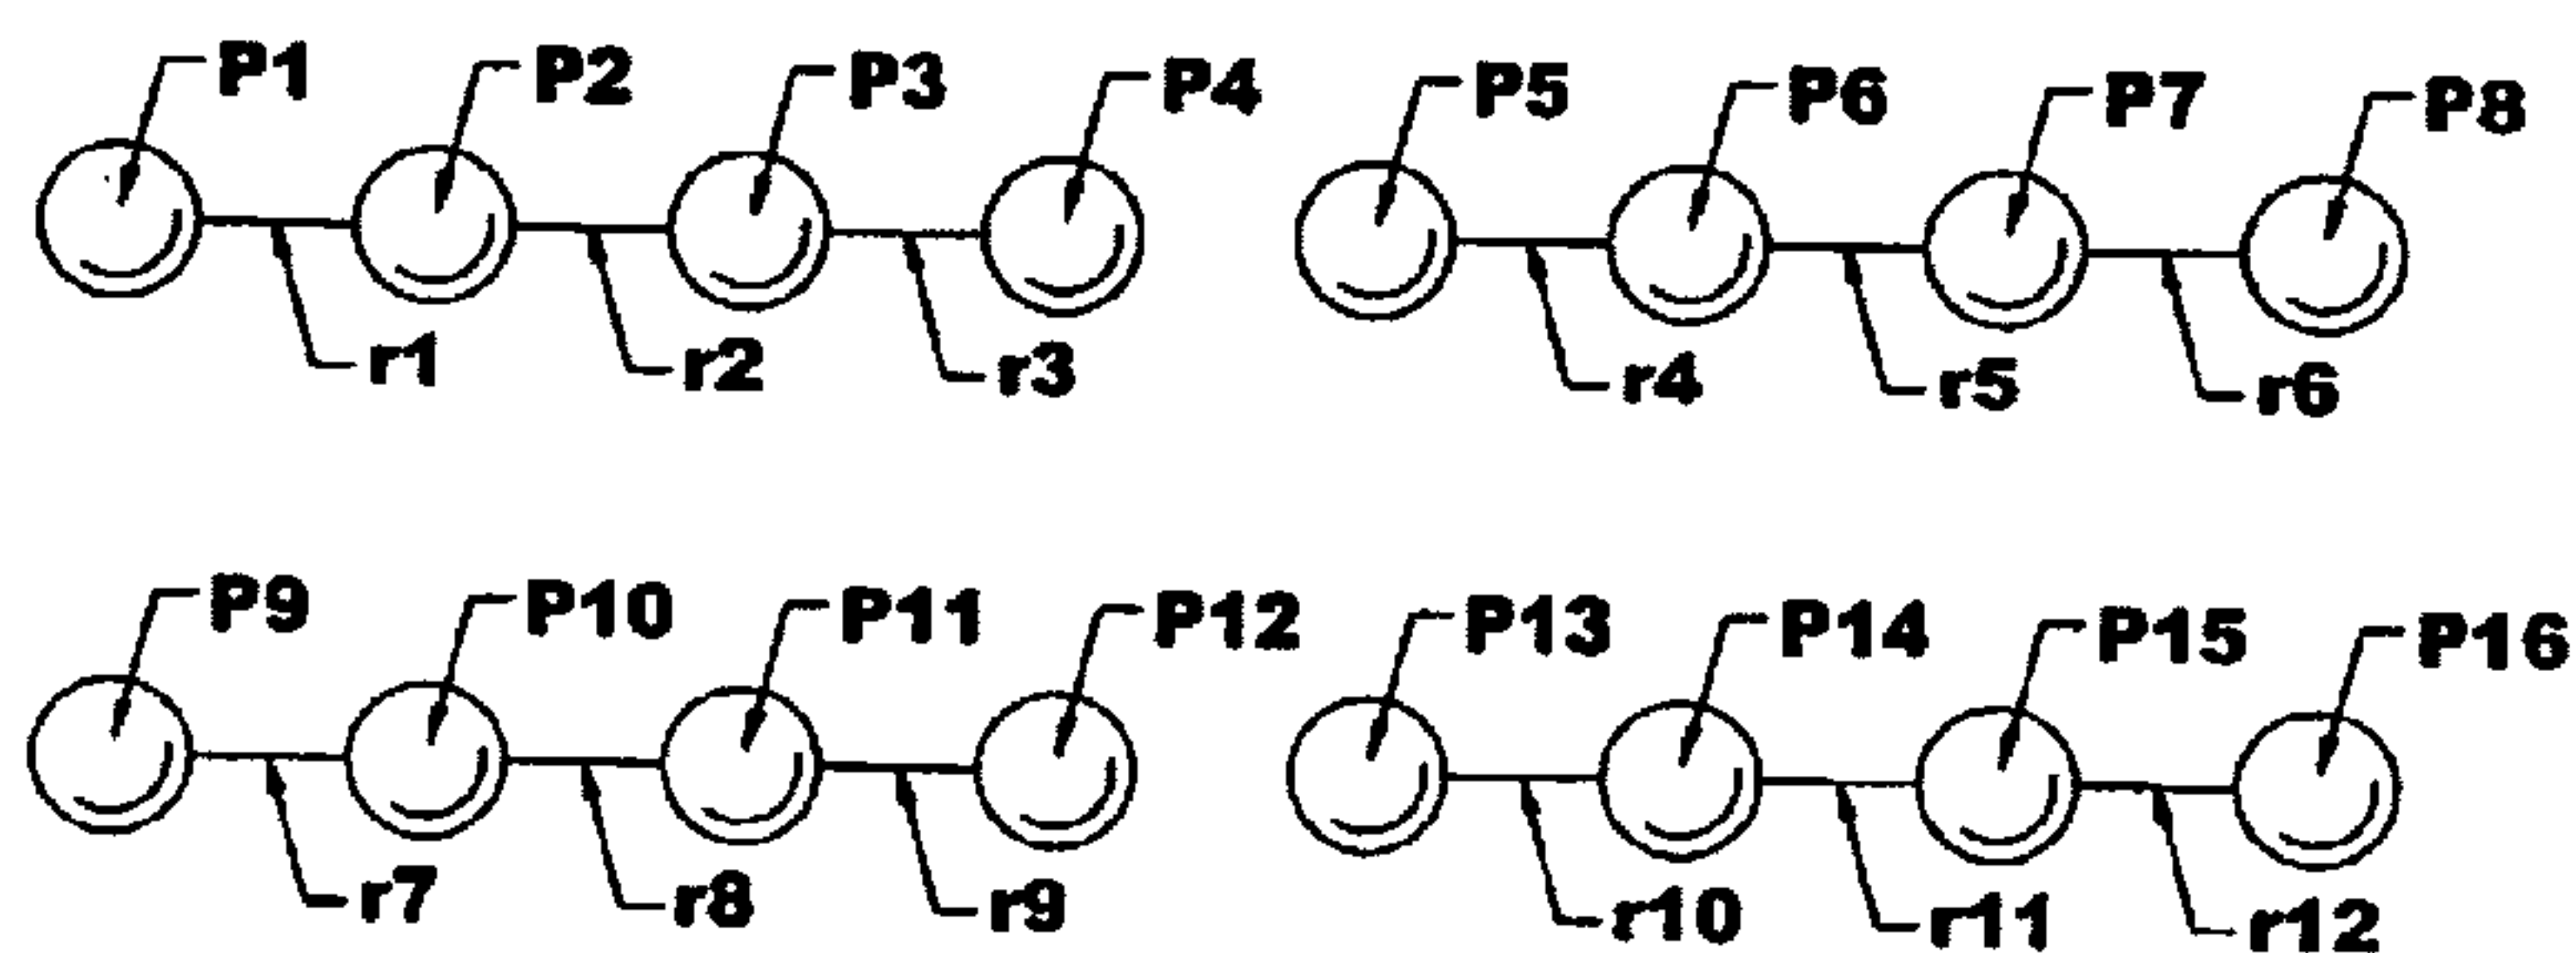 P1 P2 P3 P4 P5 P6 P7 P8
r1 r2 r3 r4 r5 r6
P9 P10 P11 P12 P13 P14 P15 P16
r7 r8 r9 r10 r11 r12